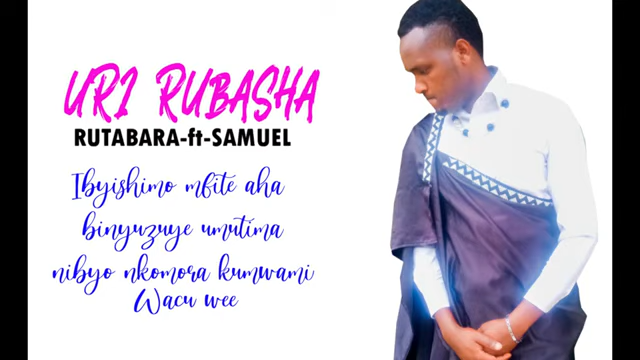 URI RUBASHA
RUTABARA-ft-SAMUEL
Ibyishimo mfite aha
binyuzuye umutima
nibyo nkomora kumwami
Wacu wee